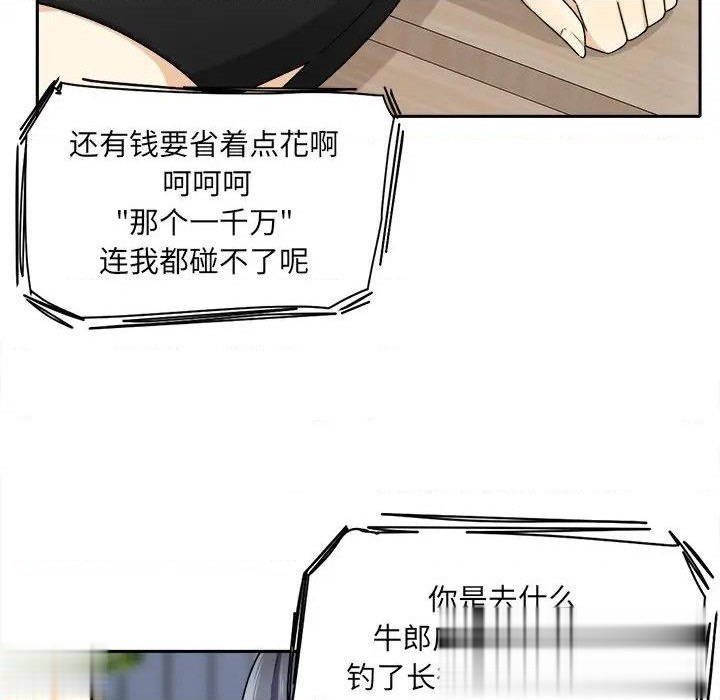 还有钱要省着点花啊
呵呵呵
"那个一千万"
连我都碰不了呢
你是去什么
牛郎
钓了长